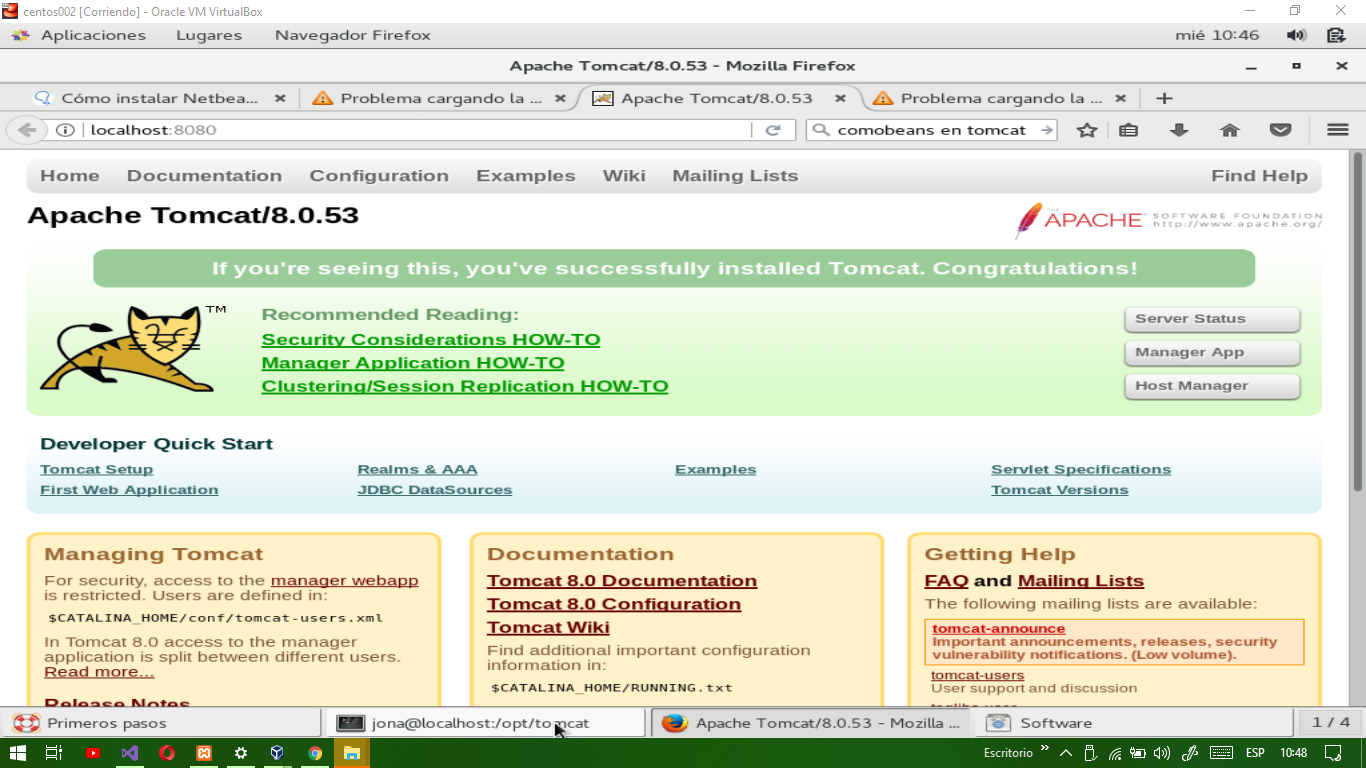 centos002 [Corriendo] - Oracle VM VirtualBox
Aplicaciones Lugares Navegador Firefox mié 10:46
Apache Tomcat/8.0.53 - Mozilla Firefox
Cómo instalar Netbea... Problema cargando la ... Apache Tomcat/8.0.53 Problema cargando la ...
localhost:8080 comobeans en tomcat
Home Documentation Configuration Examples Wiki Mailing Lists Find Help
Apache Tomcat/8.0.53
THE APACHE SOFTWARE FOUNDATION
http://www.apache.org/
If you're seeing this, you've successfully installed Tomcat. Congratulations!
TM
Recommended Reading:
Security Considerations HOW-TO
Manager Application HOW-TO
Clustering/Session Replication HOW-TO
Server Status
Manager App
Host Manager
Developer Quick Start
Tomcat Setup Realms & AAA Examples Servlet Specifications
First Web Application JDBC DataSources Tomcat Versions
Managing Tomcat
For security, access to the manager webapp
is restricted. Users are defined in:
$CATALINA_HOME/conf/tomcat-users.xml
In Tomcat 8.0 access to the manager
application is split between different users.
Read more...
Release Notes
Documentation
Tomcat 8.0 Documentation
Tomcat 8.0 Configuration
Tomcat Wiki
Find additional important configuration
information in:
$CATALINA_HOME/RUNNING.txt
Getting Help
FAQ and Mailing Lists
The following mailing lists are available:
tomcat-announce
Important announcements, releases, security
vulnerability notifications. (Low volume).
tomcat-users
User support and discussion
Primeros pasos jona@localhost:/opt/tomcat Apache Tomcat/8.0.53 - Mozilla ... Software 1 / 4
Escritorio ESP 10:48